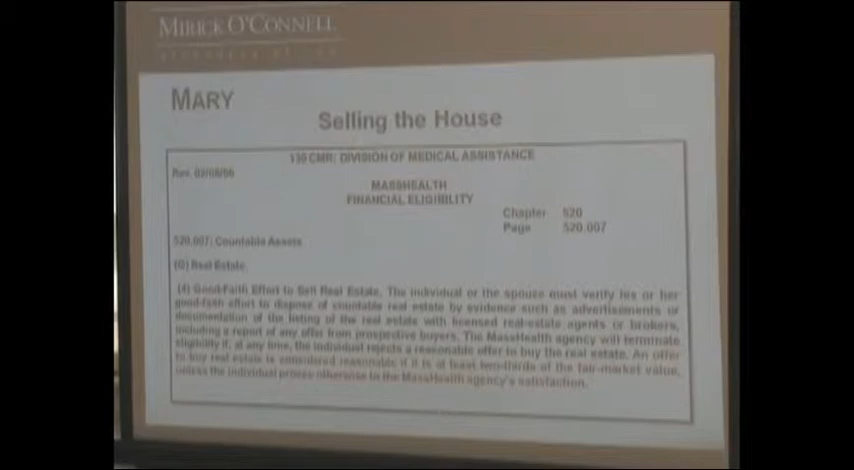 MIRICK O'CONNELL
MARY
Selling the House
130 CMR: DIVISION OF MEDICAL ASSISTANCE
Rev.
MASSHEALTH
FINANCIAL ELIGIBILITY
Chapter 520
Page 520.007
520.007: Countable Assets
(G) Real Estate.
(4) Good-Faith Effort to Sell Real Estate. The individual or the spouse must verify his or her
good-faith effort to dispose of countable real estate by evidence such as advertisements or
documentation of the listing of the real estate with licensed real-estate agents or brokers,
including a report of any offer from prospective buyers. The MassHealth agency will terminate
eligibility if, at any time, the individual rejects a reasonable offer to buy the real estate. An offer
to buy real estate is considered reasonable if it is at least two-thirds of the fair-market value,
unless the individual proves otherwise to the MassHealth agency's satisfaction.